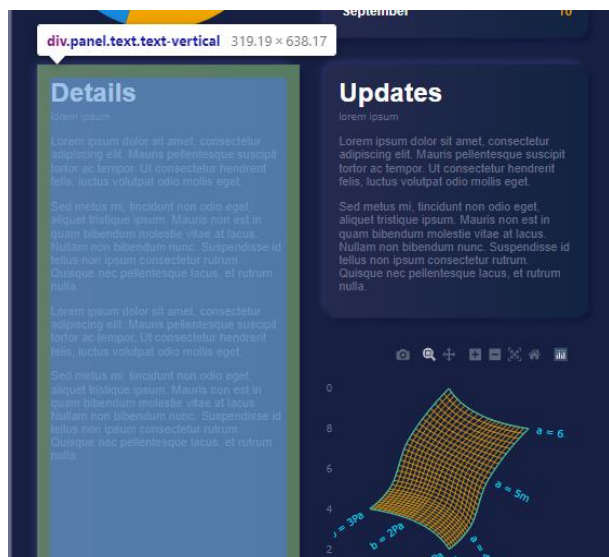 September 10
div.panel.text.text-vertical 319.19 × 638.17
Details
lorem ipsum
Lorem ipsum dolor sit amet, consectetur
adipiscing elit. Mauris pellentesque suscipit
tortor ac tempor. Ut consectetur hendrerit
felis, luctus volutpat odio mollis eget.
Sed metus mi, tincidunt non odio eget,
aliquet tristique ipsum. Mauris non est in
quam bibendum molestie vitae at lacus.
Nullam non bibendum nunc. Suspendisse id
tellus non ipsum consectetur rutrum.
Quisque nec pellentesque lacus, et rutrum
nulla.
Lorem ipsum dolor sit amet, consectetur
adipiscing elit. Mauris pellentesque suscipit
tortor ac tempor. Ut consectetur hendrerit
felis, luctus volutpat odio mollis eget.
Sed metus mi, tincidunt non odio eget,
aliquet tristique ipsum. Mauris non est in
quam bibendum molestie vitae at lacus.
Nullam non bibendum nunc. Suspendisse id
tellus non ipsum consectetur rutrum.
Quisque nec pellentesque lacus, et rutrum
nulla.
Updates
lorem ipsum
Lorem ipsum dolor sit amet, consectetur
adipiscing elit. Mauris pellentesque suscipit
tortor ac tempor. Ut consectetur hendrerit
felis, luctus volutpat odio mollis eget.
Sed metus mi, tincidunt non odio eget,
aliquet tristique ipsum. Mauris non est in
quam bibendum molestie vitae at lacus.
Nullam non bibendum nunc. Suspendisse id
tellus non ipsum consectetur rutrum.
Quisque nec pellentesque lacus, et rutrum
nulla.
0
8
6
4
2
a = 6
a = 5m
a =
= 3Pa
b = 2Pa